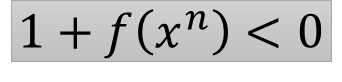 1 + f(xⁿ) < 0